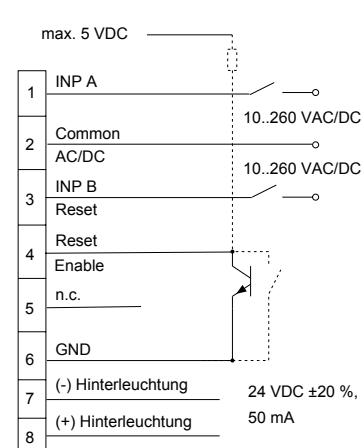 max. 5 VDC
1
INP A
10..260 VAC/DC
2
Common
AC/DC
10..260 VAC/DC
3
INP B
Reset
4
Reset
Enable
5
n.c.
6
GND
7
(-) Hinterleuchtung
24 VDC ±20 %,
8
(+) Hinterleuchtung
50 mA